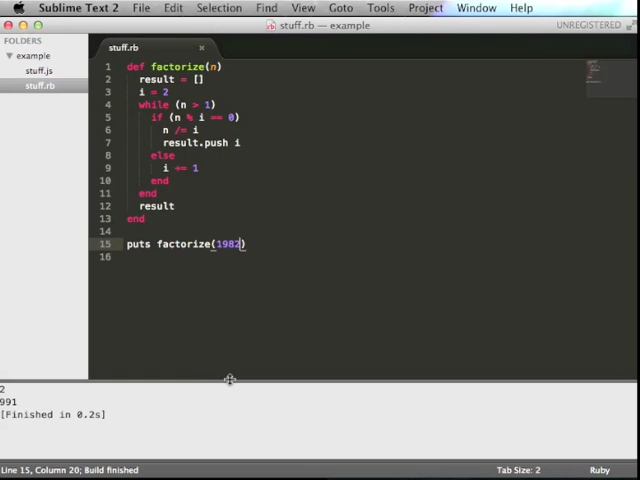 Sublime Text 2 File Edit Selection Find View Goto Tools Project Window Help
stuff.rb — example UNREGISTERED
FOLDERS
example
stuff.js
stuff.rb
stuff.rb ×
1 def factorize(n)
2 result = []
3 i = 2
4 while (n > 1)
5 if (n % i == 0)
6 n /= i
7 result.push i
8 else
9 i += 1
10 end
11 end
12 result
13 end
14
15 puts factorize(1982)
16
2
991
[Finished in 0.2s]
Line 15, Column 20; Build finished Tab Size: 2 Ruby